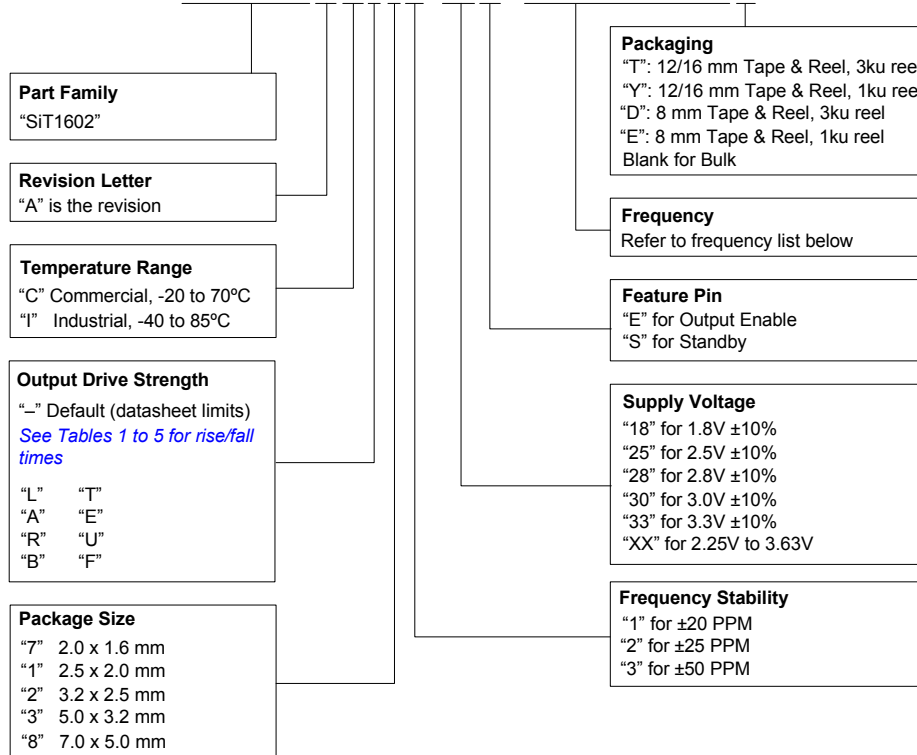 Part Family
“SiT1602”
Revision Letter
“A” is the revision
Temperature Range
“C” Commercial, -20 to 70ºC
“I” Industrial, -40 to 85ºC
Output Drive Strength
“–” Default (datasheet limits)
See Tables 1 to 5 for rise/fall
times
“L” “T”
“A” “E”
“R” “U”
“B” “F”
Package Size
“7” 2.0 x 1.6 mm
“1” 2.5 x 2.0 mm
“2” 3.2 x 2.5 mm
“3” 5.0 x 3.2 mm
“8” 7.0 x 5.0 mm
Packaging
“T”: 12/16 mm Tape & Reel, 3ku ree
“Y”: 12/16 mm Tape & Reel, 1ku ree
“D”: 8 mm Tape & Reel, 3ku reel
“E”: 8 mm Tape & Reel, 1ku reel
Blank for Bulk
Frequency
Refer to frequency list below
Feature Pin
“E” for Output Enable
“S” for Standby
Supply Voltage
“18” for 1.8V ±10%
“25” for 2.5V ±10%
“28” for 2.8V ±10%
“30” for 3.0V ±10%
“33” for 3.3V ±10%
“XX” for 2.25V to 3.63V
Frequency Stability
“1” for ±20 PPM
“2” for ±25 PPM
“3” for ±50 PPM